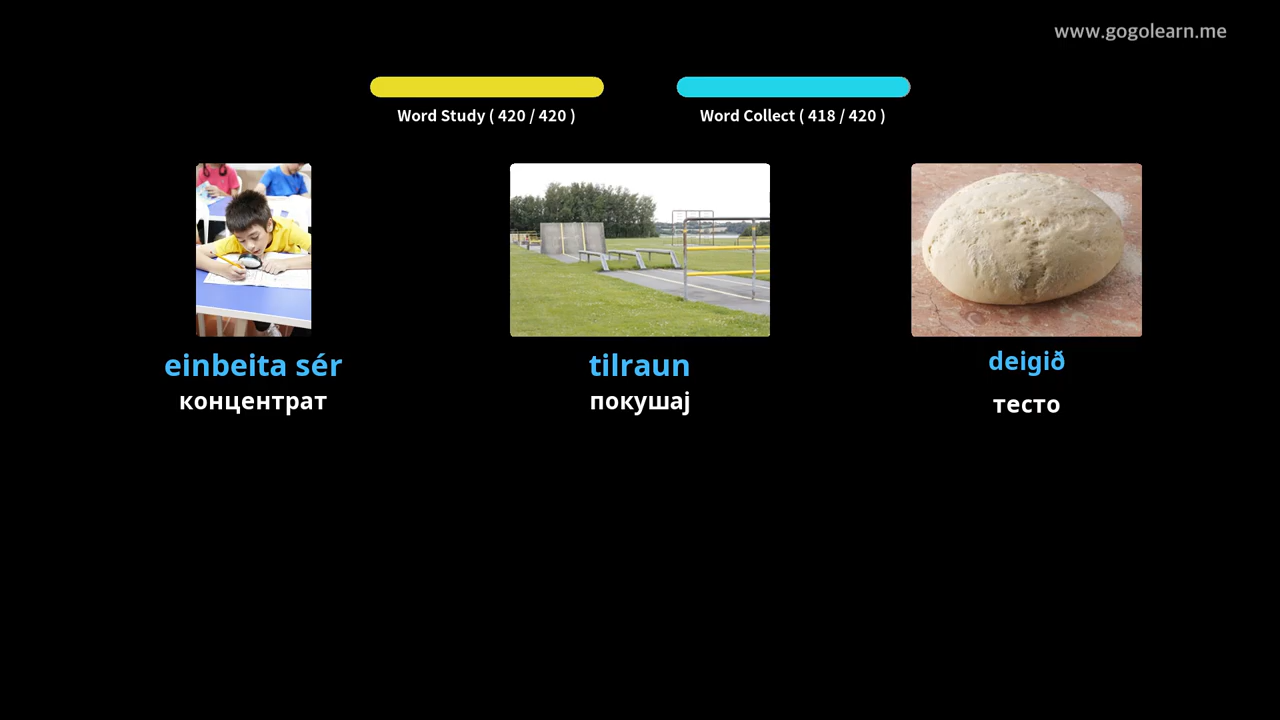 www.gogolearn.me
Word Study ( 420 / 420 )
Word Collect ( 418 / 420 )
einbeita sér
концентрат
tilraun
покушај
deigið
тесто